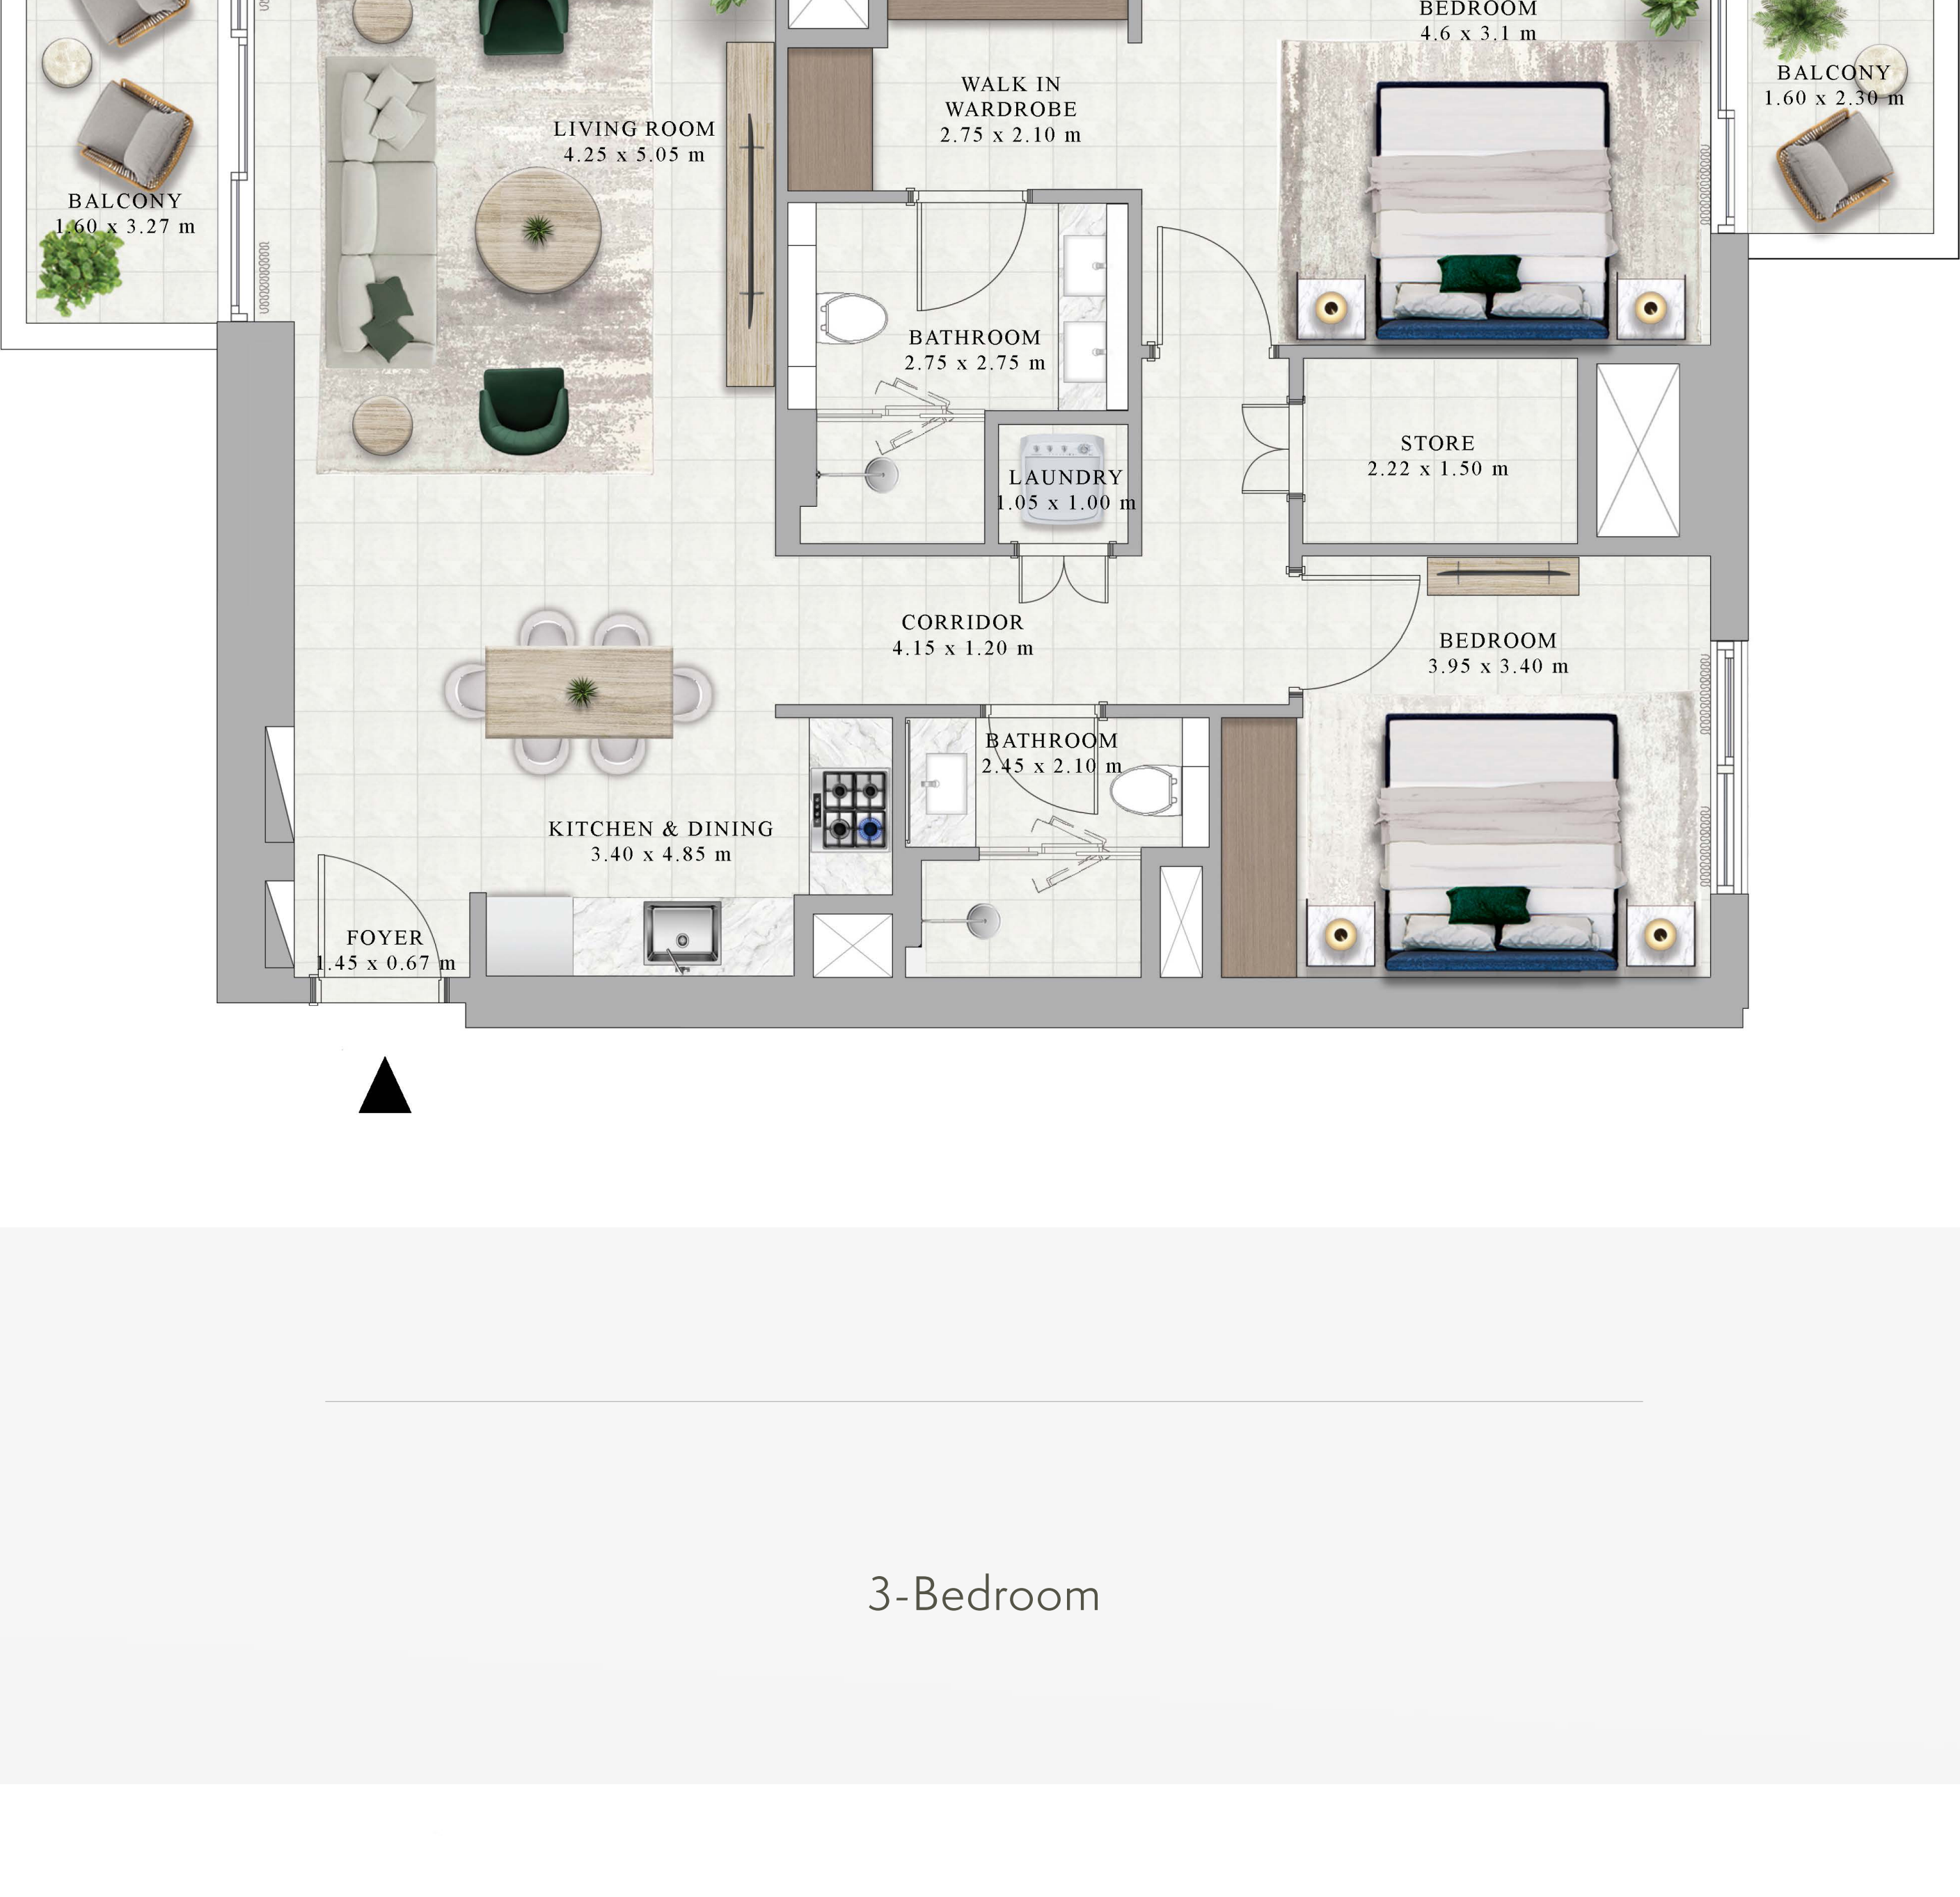 BEDROOM
4.6 x 3.1 m
BALCONY
1.60 x 2.30 m
WALK IN
WARDROBE
2.75 x 2.10 m
LIVING ROOM
4.25 x 5.05 m
BALCONY
1.60 x 3.27 m
BATHROOM
2.75 x 2.75 m
STORE
2.22 x 1.50 m
LAUNDRY
1.05 x 1.00 m
CORRIDOR
4.15 x 1.20 m
BEDROOM
3.95 x 3.40 m
BATHROOM
2.45 x 2.10 m
KITCHEN & DINING
3.40 x 4.85 m
FOYER
1.45 x 0.67 m
3-Bedroom